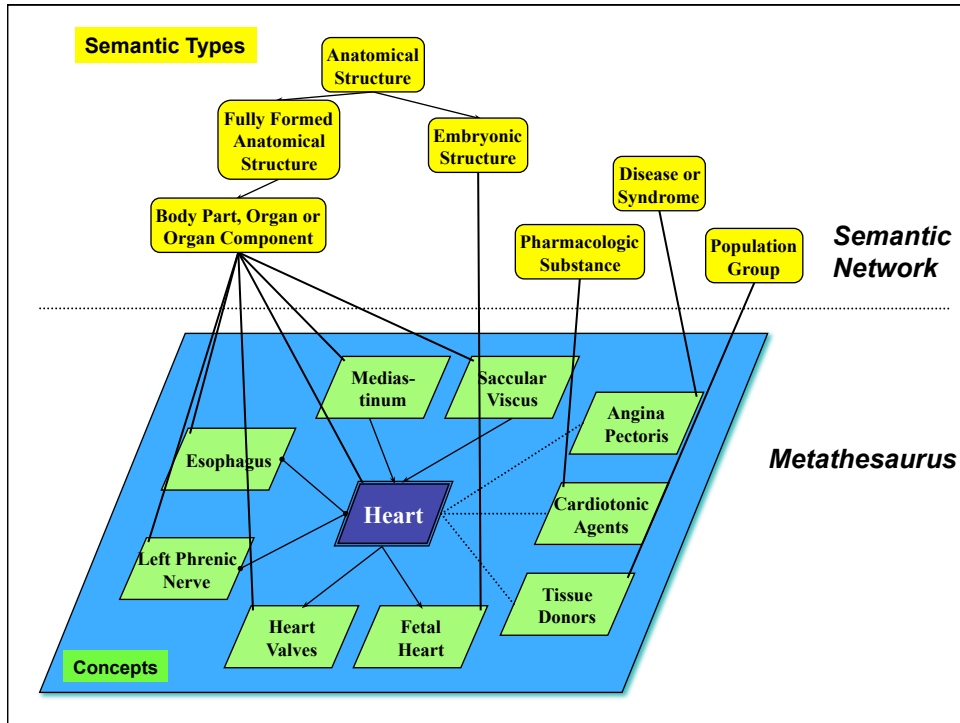 Semantic Types
Anatomical
Structure
Fully Formed
Anatomical
Structure
Embryonic
Structure
Disease or
Syndrome
Body Part, Organ or
Organ Component
Pharmacologic
Substance
Population
Group
Semantic
Network
Medias-
tinum
Saccular
Viscus
Angina
Pectoris
Esophagus
Metathesaurus
Heart
Cardiotonic
Agents
Left Phrenic
Nerve
Tissue
Donors
Heart
Valves
Fetal
Heart
Concepts